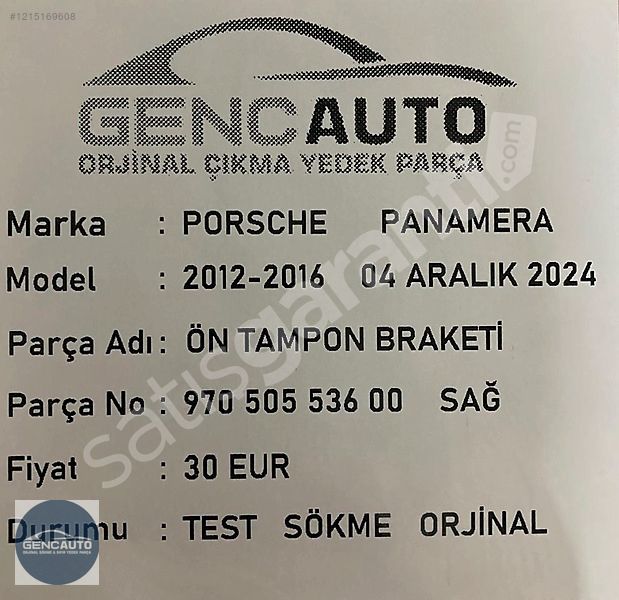 #1215169608
GENCAUTO
ORJİNAL ÇIKMA YEDEK PARÇA
Marka : PORSCHE PANAMERA
Model : 2012-2016 04 ARALIK 2024
Parça Adı : ÖN TAMPON BRAKETİ
Parça No : 970 505 536 00 SAĞ
Fiyat : 30 EUR
Durumu : TEST SÖKME ORJİNAL
satısgaranti.com
GENCAUTO